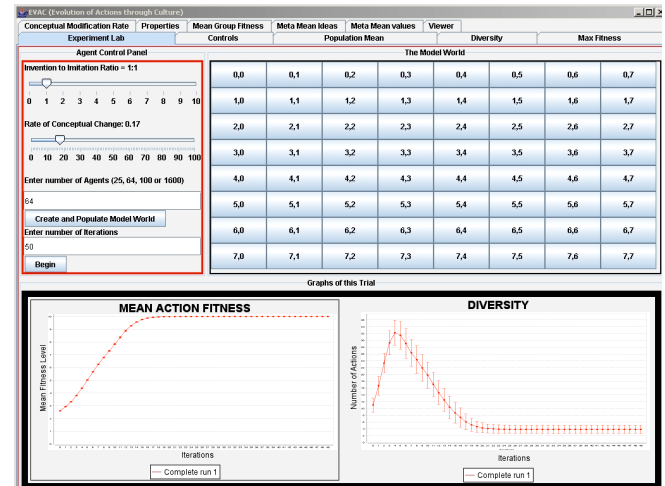 EVAC (Evolution of Actions through Culture)
Conceptual Modification Rate Properties Mean Group Fitness Meta Mean Ideas Meta Mean values Viewer
Experiment Lab Controls Population Mean Diversity Max Fitness
Agent Control Panel
The Model World
Invention to Imitation Ratio = 1:1
0 1 2 3 4 5 6 7 8 9 10
Rate of Conceptual Change: 0.17
0 10 20 30 40 50 60 70 80 90 100
Enter number of Agents (25, 64, 100 or 1600)
64
Create and Populate Model World
Enter number of Iterations
50
Begin
0,0 0,1 0,2 0,3 0,4 0,5 0,6 0,7
1,0 1,1 1,2 1,3 1,4 1,5 1,6 1,7
2,0 2,1 2,2 2,3 2,4 2,5 2,6 2,7
3,0 3,1 3,2 3,3 3,4 3,5 3,6 3,7
4,0 4,1 4,2 4,3 4,4 4,5 4,6 4,7
5,0 5,1 5,2 5,3 5,4 5,5 5,6 5,7
6,0 6,1 6,2 6,3 6,4 6,5 6,6 6,7
7,0 7,1 7,2 7,3 7,4 7,5 7,6 7,7
Graphs of this Trial
MEAN ACTION FITNESS
Mean Fitness Level
Iterations
Complete run 1
DIVERSITY
Number of Actions
Iterations
Complete run 1